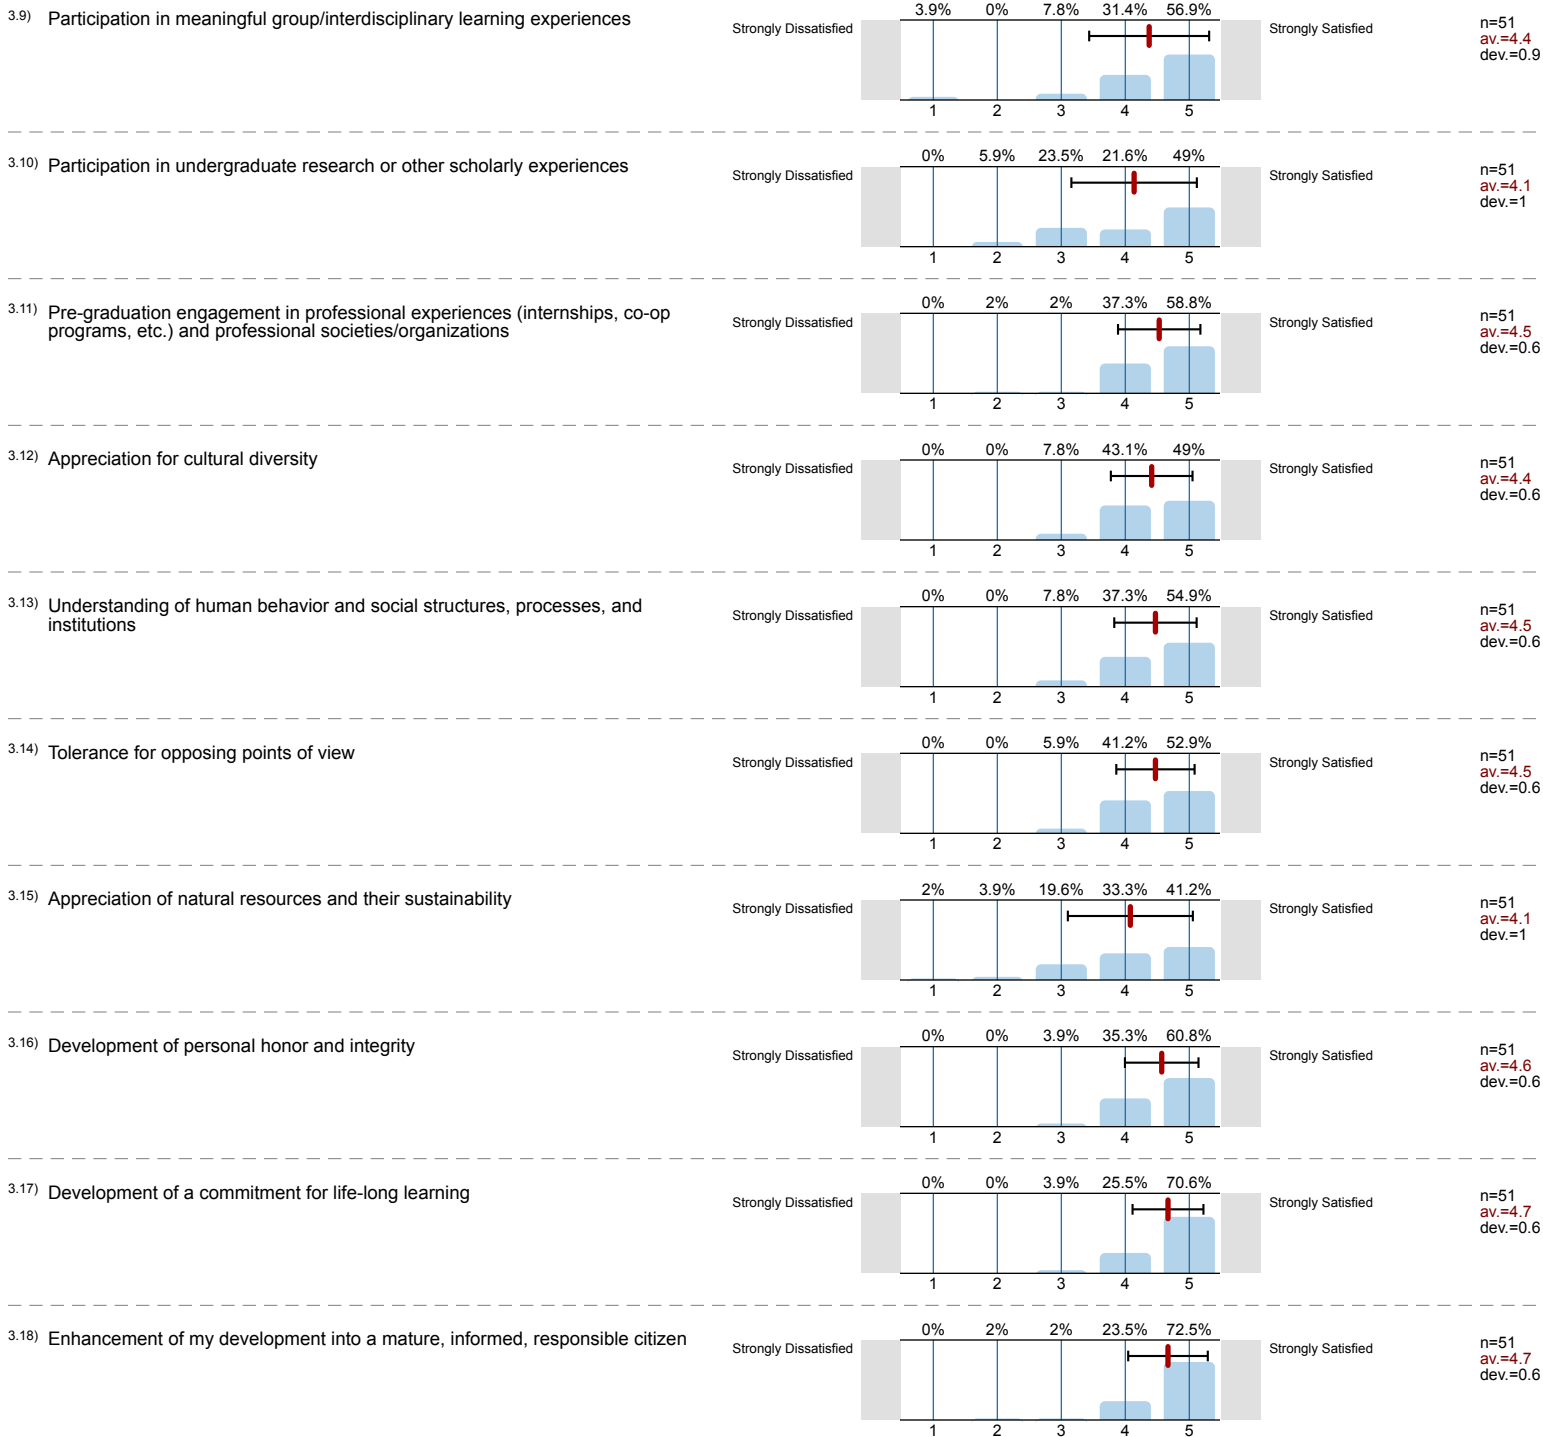 3.9) Participation in meaningful group/interdisciplinary learning experiences
3.9% 0% 7.8% 31.4% 56.9%
Strongly Dissatisfied Strongly Satisfied
n=51
av.=4.4
dev.=0.9
1 2 3 4 5
3.10) Participation in undergraduate research or other scholarly experiences
0% 5.9% 23.5% 21.6% 49%
Strongly Dissatisfied Strongly Satisfied
n=51
av.=4.1
dev.=1
1 2 3 4 5
3.11) Pre-graduation engagement in professional experiences (internships, co-op
programs, etc.) and professional societies/organizations
0% 2% 2% 37.3% 58.8%
Strongly Dissatisfied Strongly Satisfied
n=51
av.=4.5
dev.=0.6
1 2 3 4 5
3.12) Appreciation for cultural diversity
0% 0% 7.8% 43.1% 49%
Strongly Dissatisfied Strongly Satisfied
n=51
av.=4.4
dev.=0.6
1 2 3 4 5
3.13) Understanding of human behavior and social structures, processes, and
institutions
0% 0% 7.8% 37.3% 54.9%
Strongly Dissatisfied Strongly Satisfied
n=51
av.=4.5
dev.=0.6
1 2 3 4 5
3.14) Tolerance for opposing points of view
0% 0% 5.9% 41.2% 52.9%
Strongly Dissatisfied Strongly Satisfied
n=51
av.=4.5
dev.=0.6
1 2 3 4 5
3.15) Appreciation of natural resources and their sustainability
2% 3.9% 19.6% 33.3% 41.2%
Strongly Dissatisfied Strongly Satisfied
n=51
av.=4.1
dev.=1
1 2 3 4 5
3.16) Development of personal honor and integrity
0% 0% 3.9% 35.3% 60.8%
Strongly Dissatisfied Strongly Satisfied
n=51
av.=4.6
dev.=0.6
1 2 3 4 5
3.17) Development of a commitment for life-long learning
0% 0% 3.9% 25.5% 70.6%
Strongly Dissatisfied Strongly Satisfied
n=51
av.=4.7
dev.=0.6
1 2 3 4 5
3.18) Enhancement of my development into a mature, informed, responsible citizen
0% 2% 2% 23.5% 72.5%
Strongly Dissatisfied Strongly Satisfied
n=51
av.=4.7
dev.=0.6
1 2 3 4 5